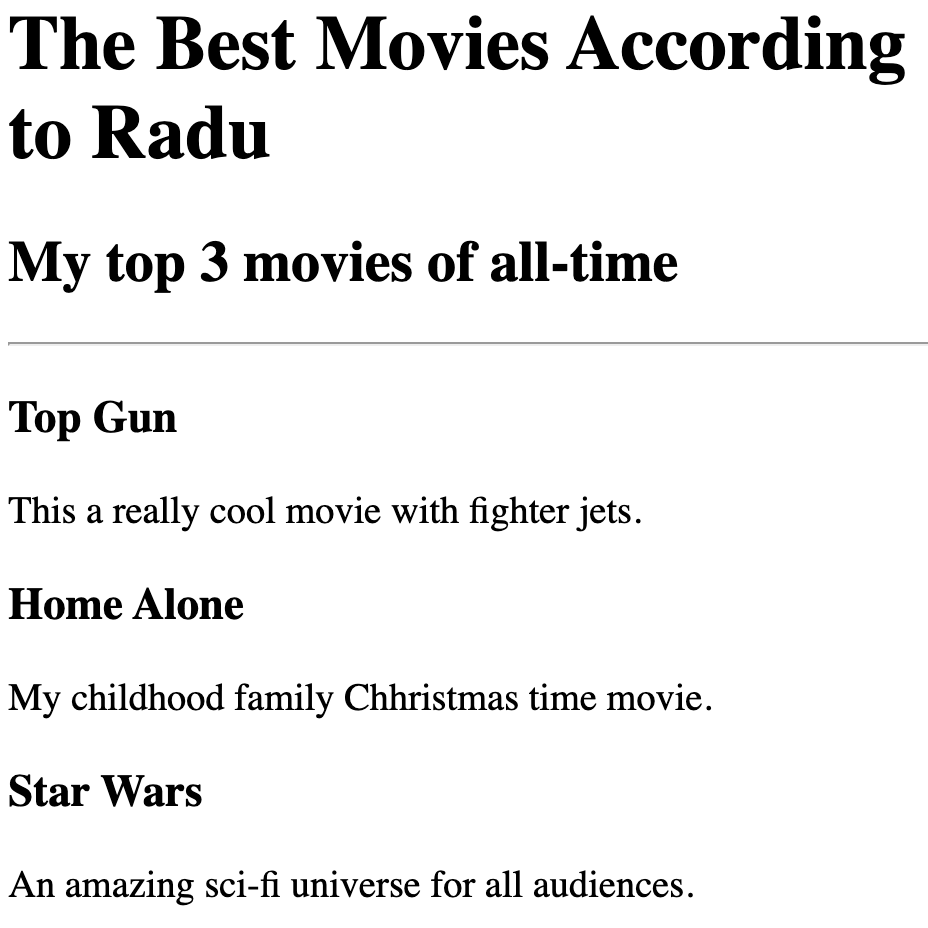 The Best Movies According
to Radu
My top 3 movies of all-time
Top Gun
This a really cool movie with fighter jets.
Home Alone
My childhood family Chhristmas time movie.
Star Wars
An amazing sci-fi universe for all audiences.